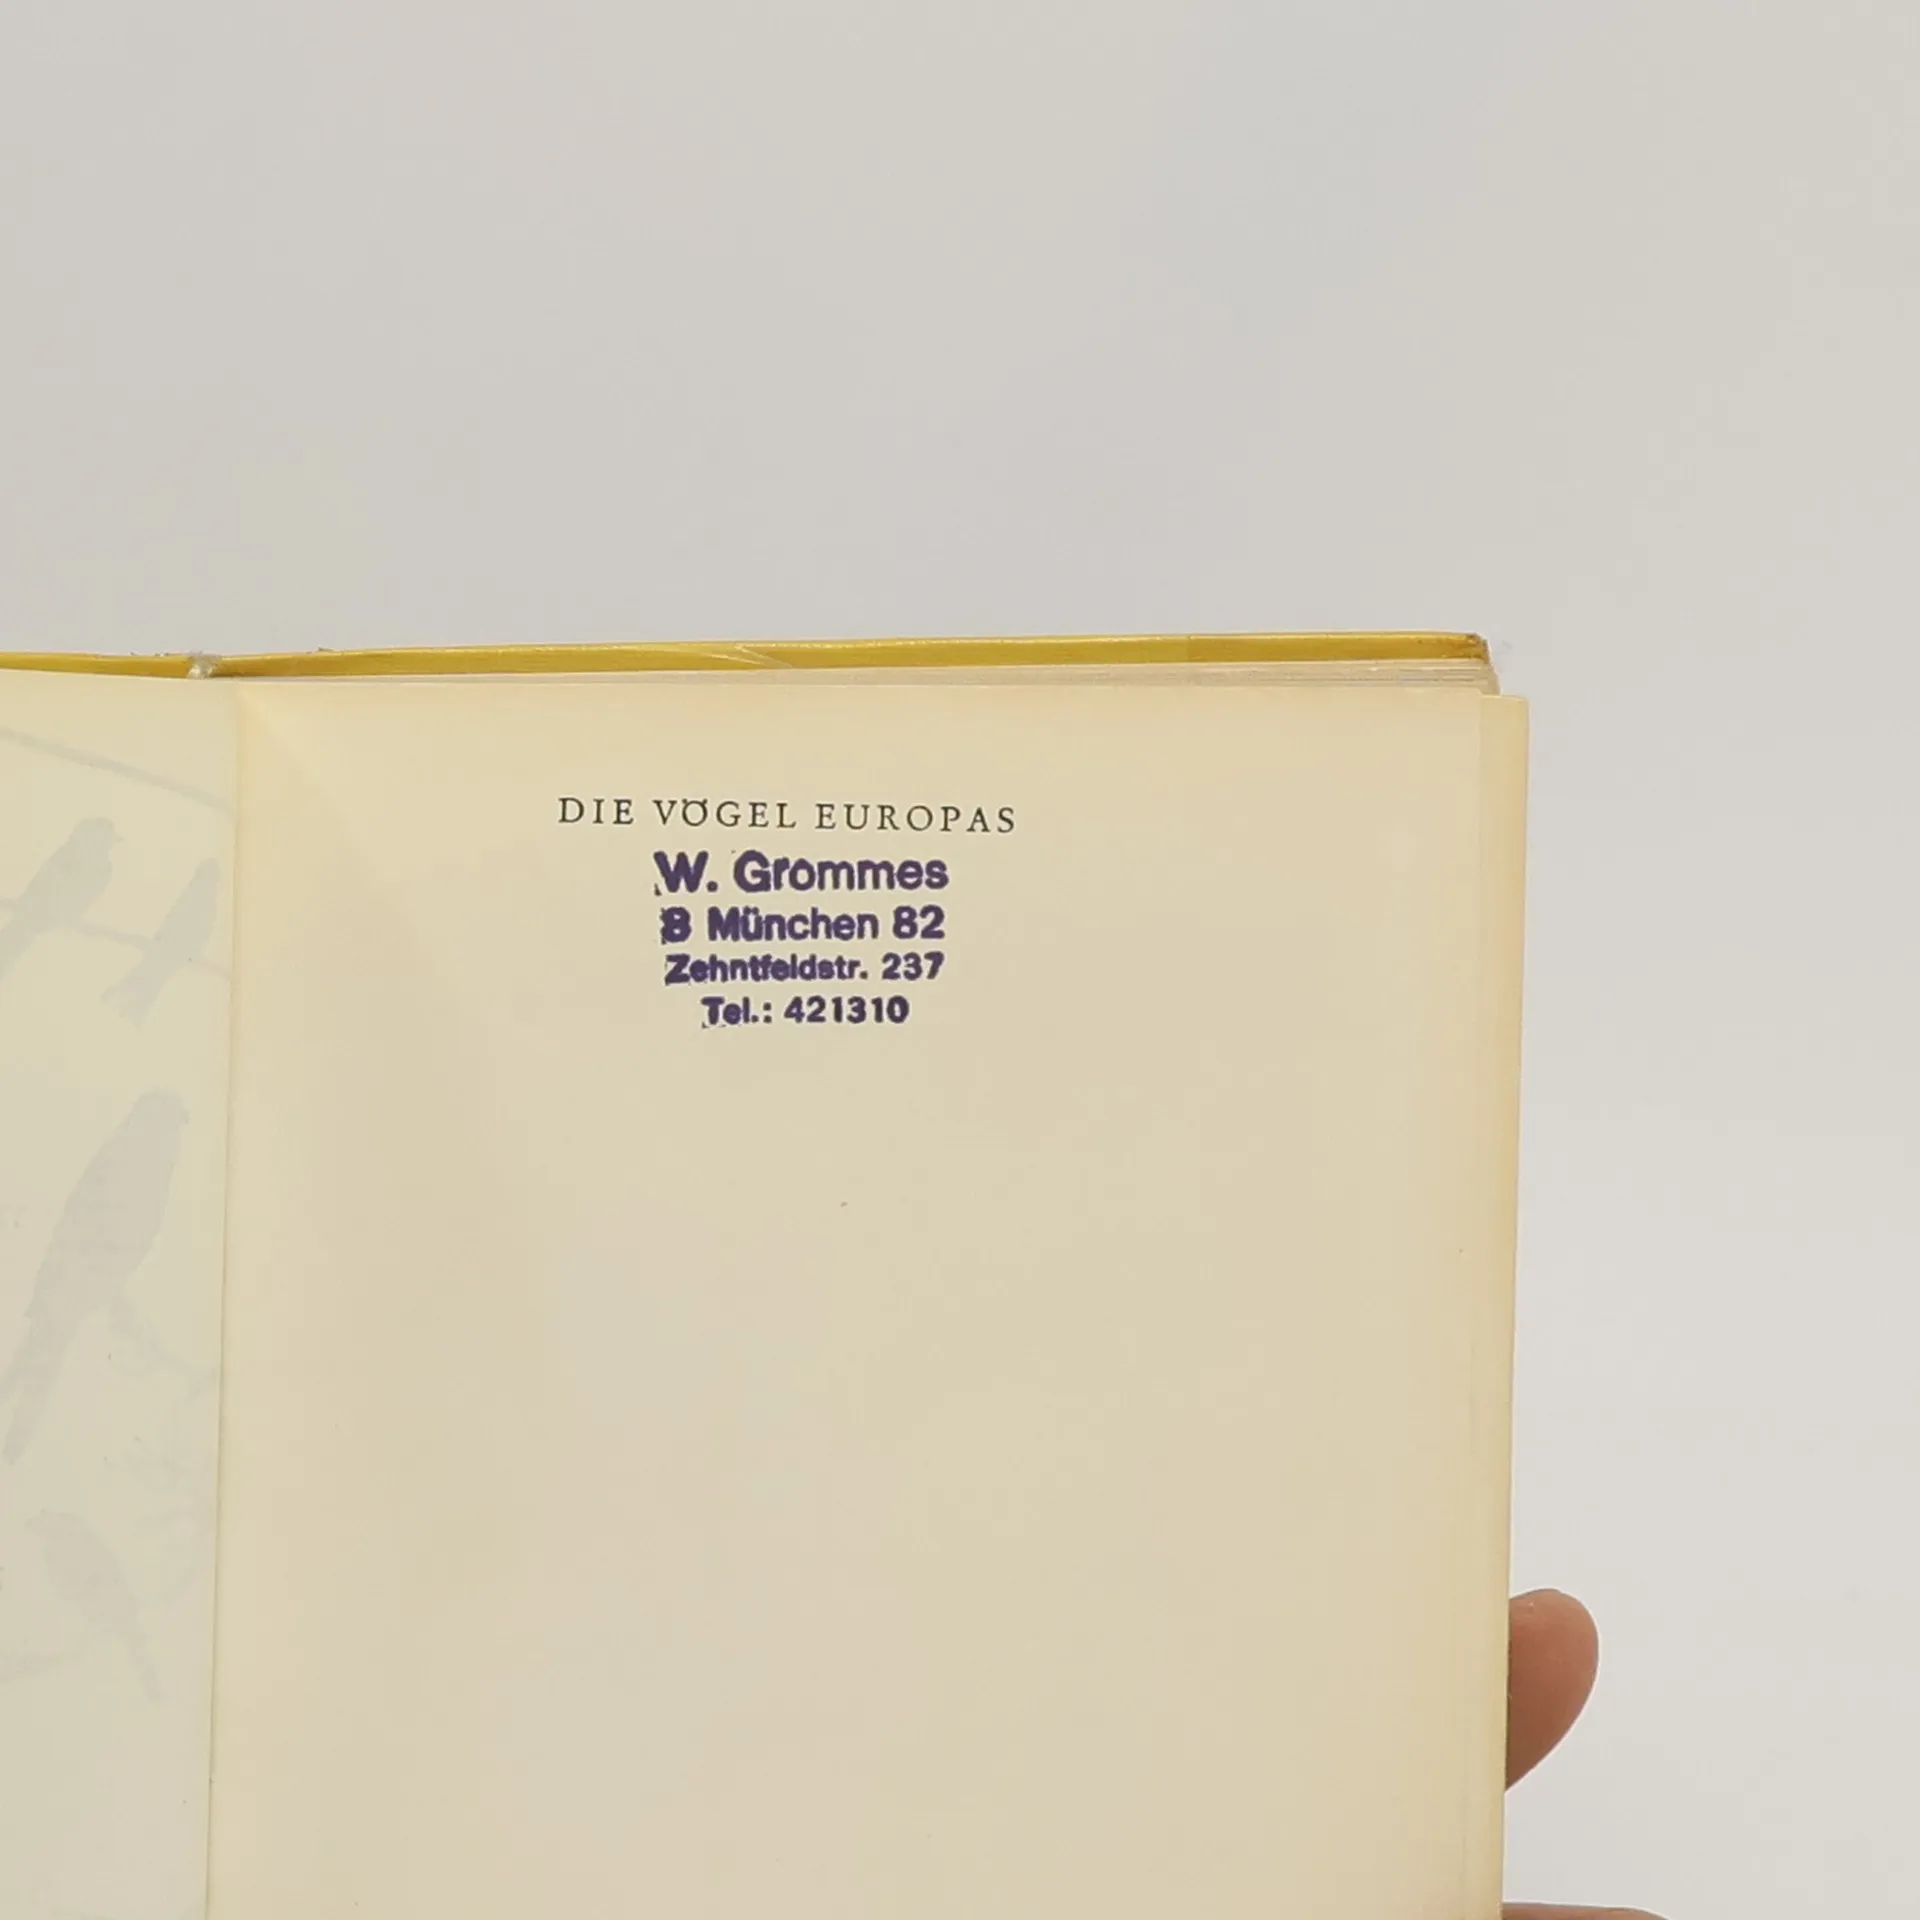 DIE VÖGEL EUROPAS
W. Grommes
8 München 82
Zehntfeldstr. 237
Tel.: 421310